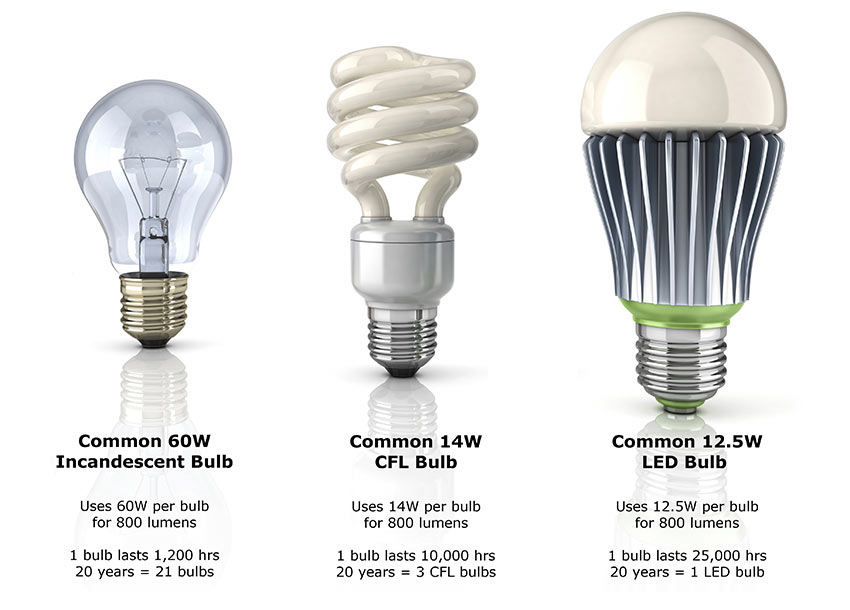 Common 60W
Incandescent Bulb
Uses 60W per bulb
for 800 lumens
1 bulb lasts 1,200 hrs
20 years = 21 bulbs
Common 14W
CFL Bulb
Uses 14W per bulb
for 800 lumens
1 bulb lasts 10,000 hrs
20 years = 3 CFL bulbs
Common 12.5W
LED Bulb
Uses 12.5W per bulb
for 800 lumens
1 bulb lasts 25,000 hrs
20 years = 1 LED bulb